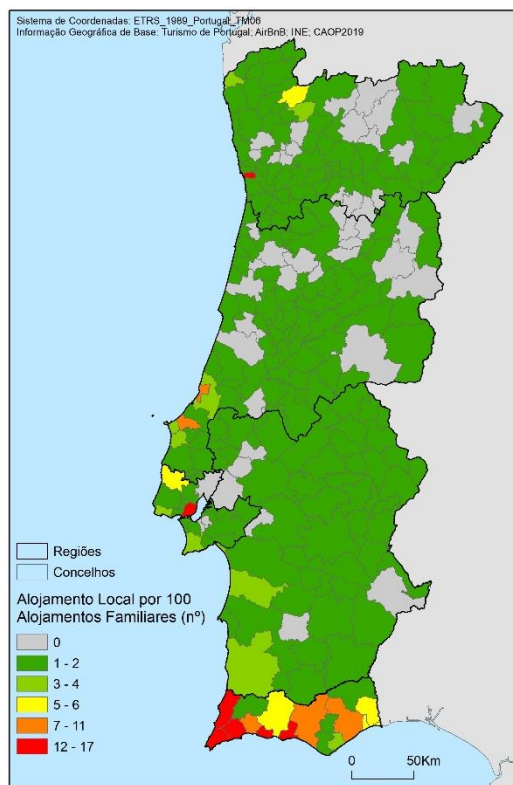 Sistema de Coordenadas: ETRS_1989_Portugal_TM06
Informação Geográfica de Base: Turismo de Portugal; AirBnB; INE; CAOP2019
Regiões
Concelhos
Alojamento Local por 100
Alojamentos Familiares (nº)
0
1 - 2
3 - 4
5 - 6
7 - 11
12 - 17
0 50Km